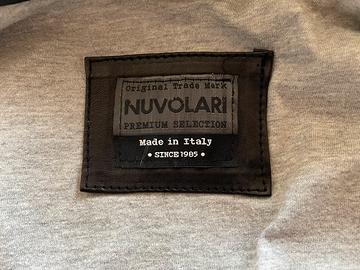 Original Trade Mark
NUVOLARI
PREMIUM SELECTION
Made in Italy
• SINCE 1985 •